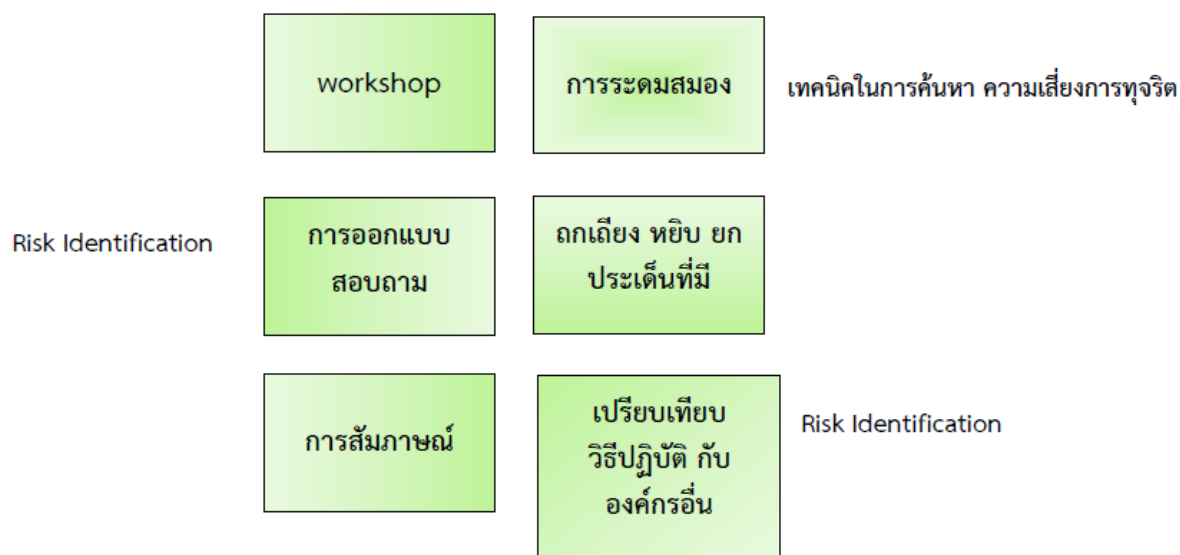 workshop
การระดมสมอง
เทคนิคในการค้นหา ความเสี่ยงการทุจริต
Risk Identification
การออกแบบ
สอบถาม
ถกเถียง หยิบ ยก
ประเด็นที่มี
การสัมภาษณ์
เปรียบเทียบ
วิธีปฏิบัติ กับ
องค์กรอื่น
Risk Identification